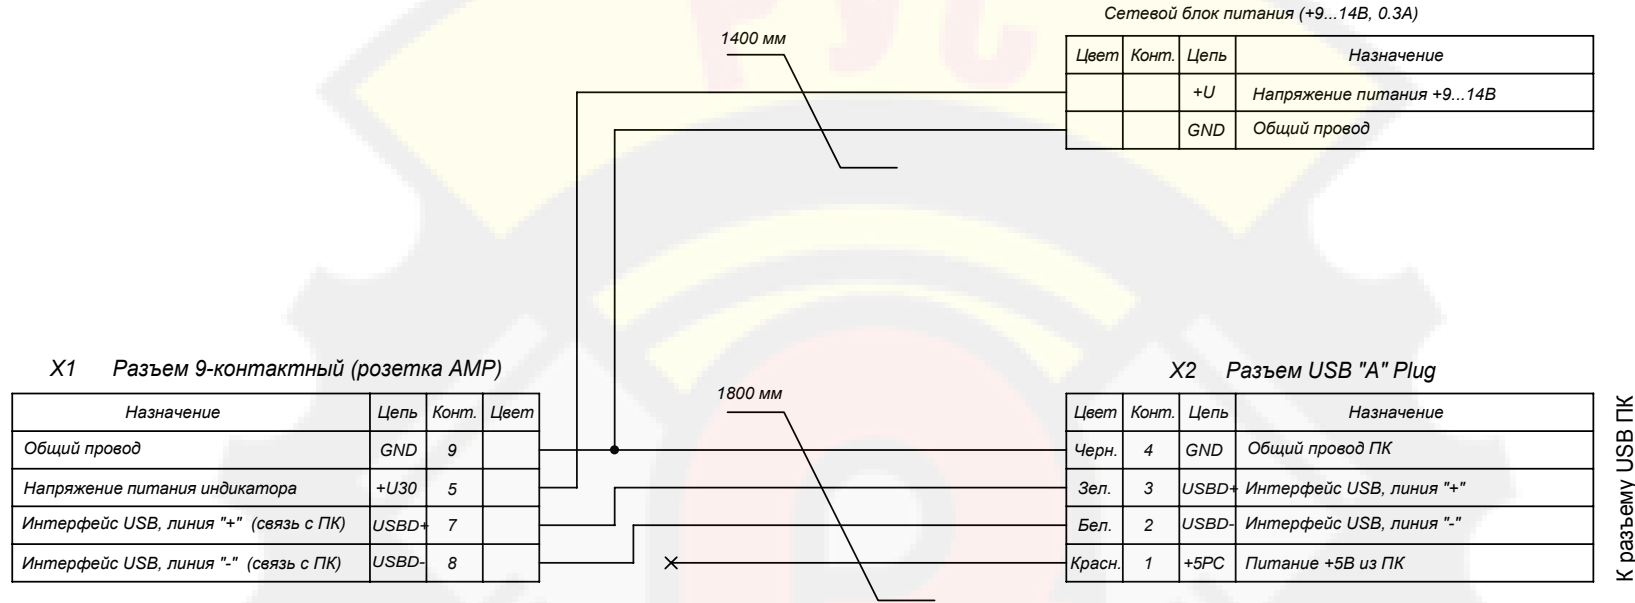 РУС
Сетевой блок питания (+9...14В, 0.3А)
1400 мм
Цвет Конт. Цепь Назначение
+U Напряжение питания +9...14В
GND Общий провод
X1 Разъем 9-контактный (розетка AMP)
Назначение Цепь Конт. Цвет
Общий провод GND 9
Напряжение питания индикатора +U30 5
Интерфейс USB, линия "+" (связь с ПК) USBD+ 7
Интерфейс USB, линия "-" (связь с ПК) USBD- 8
1800 мм
X2 Разъем USB "A" Plug
Цвет Конт. Цепь Назначение
Черн. 4 GND Общий провод ПК
Зел. 3 USBD+ Интерфейс USB, линия "+"
Бел. 2 USBD- Интерфейс USB, линия "-"
Красн. 1 +5PC Питание +5В из ПК
К разъему USB ПК